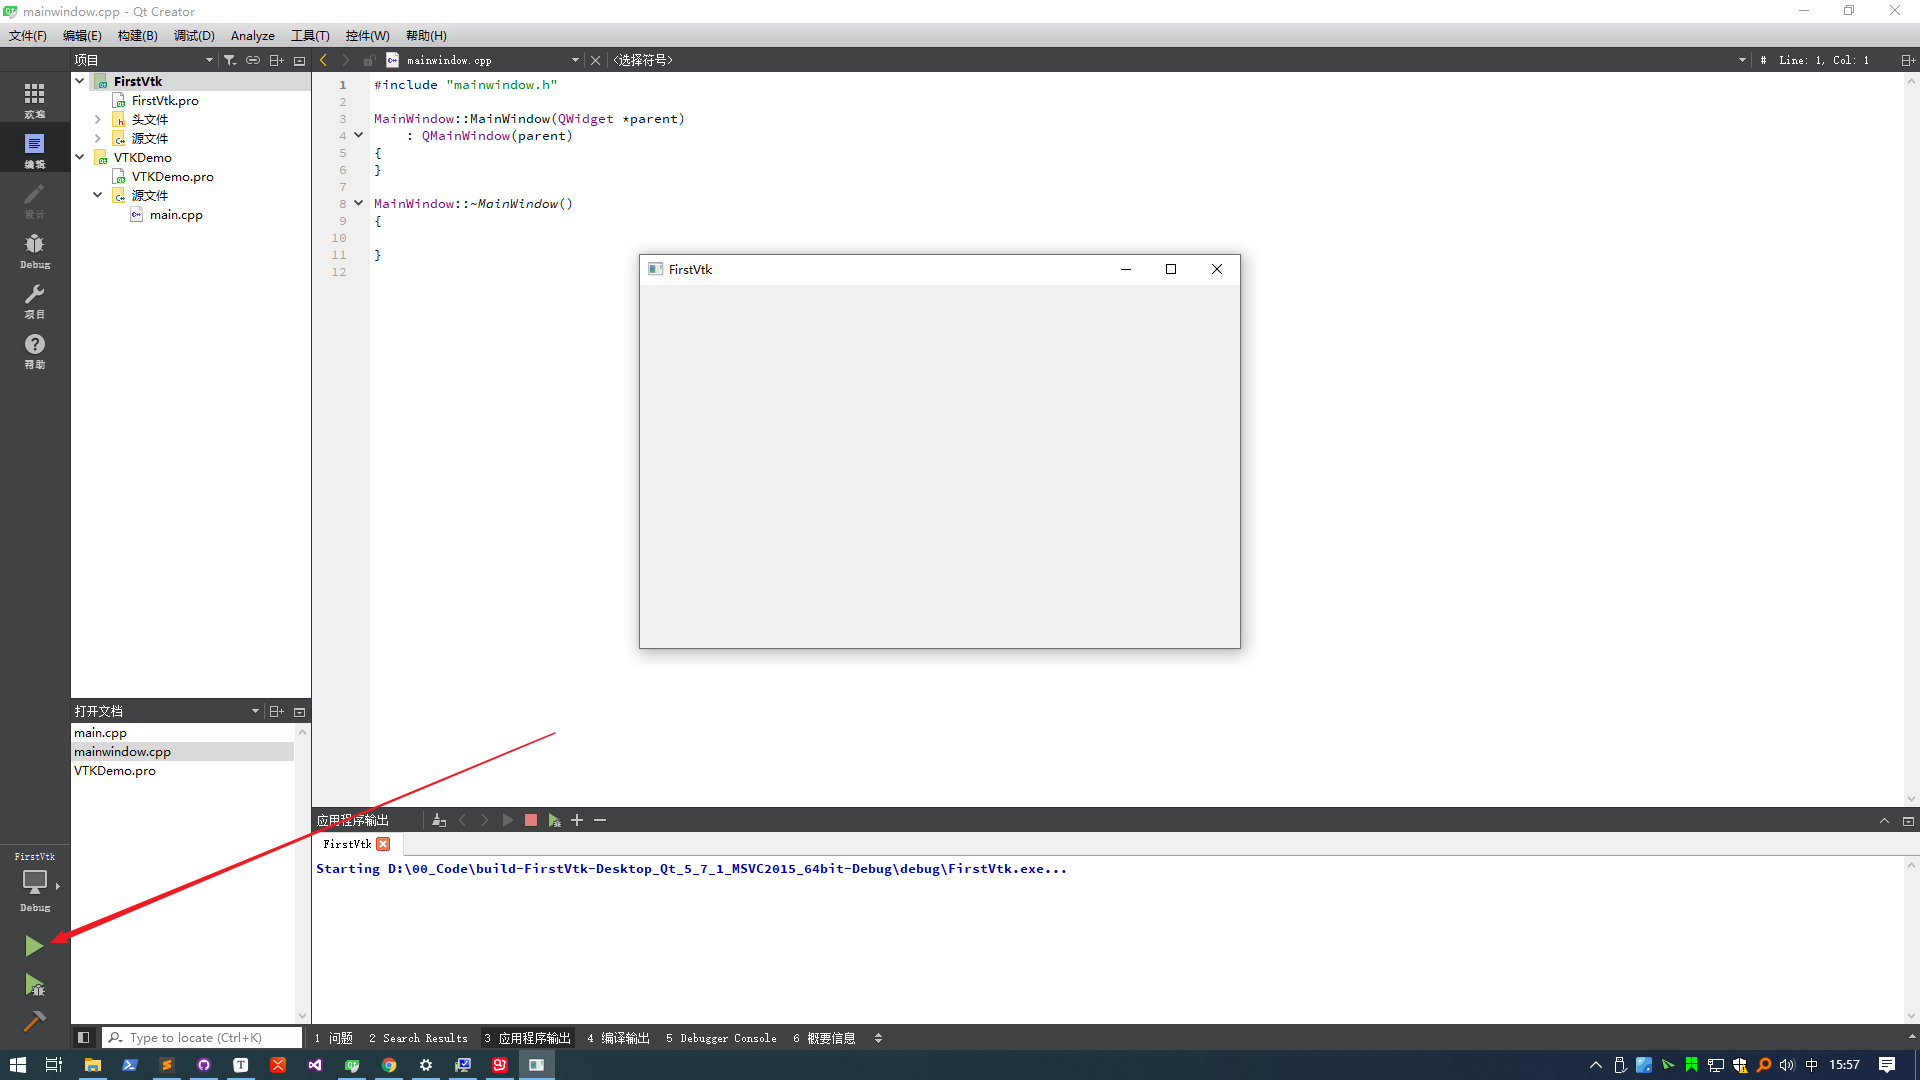 mainwindow.cpp - Qt Creator
文件(F) 编辑(E) 构建(B) 调试(D) Analyze 工具(T) 控件(W) 帮助(H)
项目
mainwindow.cpp
<选择符号>
# Line: 1, Col: 1
欢迎
编辑
设计
Debug
项目
帮助
FirstVtk
FirstVtk.pro
头文件
源文件
VTKDemo
VTKDemo.pro
源文件
main.cpp
1 #include "mainwindow.h"
2
3 MainWindow::MainWindow(QWidget *parent)
4 : QMainWindow(parent)
5 {
6 }
7
8 MainWindow::~MainWindow()
9 {
10
11 }
12
FirstVtk
打开文档
main.cpp
mainwindow.cpp
VTKDemo.pro
应用程序输出
FirstVtk
Starting D:\00_Code\build-FirstVtk-Desktop_Qt_5_7_1_MSVC2015_64bit-Debug\debug\FirstVtk.exe...
FirstVtk
Debug
Type to locate (Ctrl+K)
1 问题 2 Search Results 3 应用程序输出 4 编译输出 5 Debugger Console 6 概要信息
中 15:57